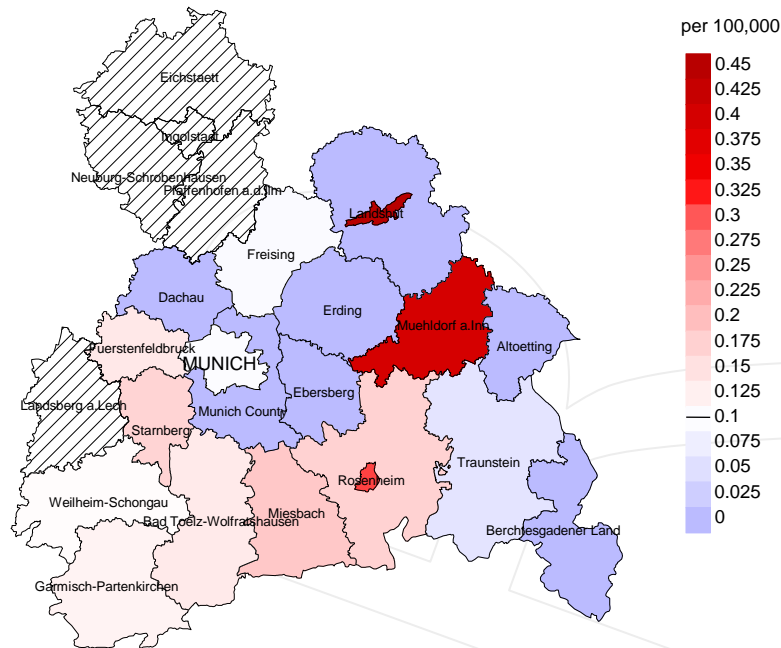 per 100,000
0.45
0.425
0.4
0.375
0.35
0.325
0.3
0.275
0.25
0.225
0.2
0.175
0.15
0.125
0.1
0.075
0.05
0.025
0
Eichstaett
Ingolstadt
Neuburg-Schrobenhausen
Pfaffenhofen a.d.Ilm
Landshut
Freising
Dachau
Erding
Muehldorf a.Inn
Altoetting
Fuerstenfeldbruck
MUNICH
Ebersberg
Landsberg a.Lech
Munich County
Starnberg
Traunstein
Rosenheim
Weilheim-Schongau
Miesbach
Bad Toelz-Wolfratshausen
Berchtesgadener Land
Garmisch-Partenkirchen